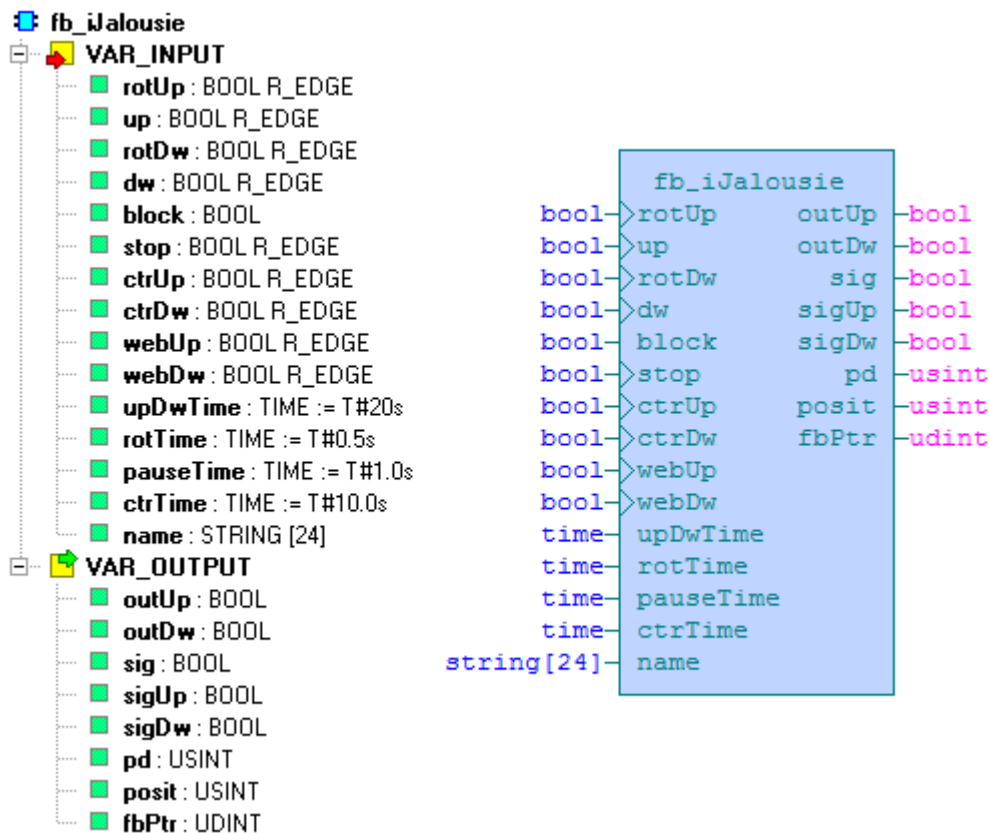 fb_iJalousie
VAR_INPUT
rotUp : BOOL R_EDGE
up : BOOL R_EDGE
rotDw : BOOL R_EDGE
dw : BOOL R_EDGE
block : BOOL
stop : BOOL R_EDGE
ctrUp : BOOL R_EDGE
ctrDw : BOOL R_EDGE
webUp : BOOL R_EDGE
webDw : BOOL R_EDGE
upDwTime : TIME := T#20s
rotTime : TIME := T#0.5s
pauseTime : TIME := T#1.0s
ctrTime : TIME := T#10.0s
name : STRING [24]
VAR_OUTPUT
outUp : BOOL
outDw : BOOL
sig : BOOL
sigUp : BOOL
sigDw : BOOL
pd : USINT
posit : USINT
fbPtr : UDINT
fb_iJalousie
bool rotUp outUp bool
bool up outDw bool
bool rotDw sig bool
bool dw sigUp bool
bool block sigDw bool
bool stop pd usint
bool ctrUp posit usint
bool ctrDw fbPtr udint
bool webUp
bool webDw
time upDwTime
time rotTime
time pauseTime
time ctrTime
string[24] name